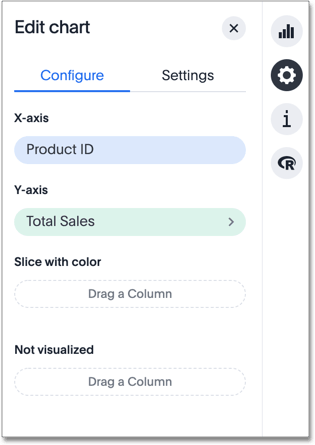 Edit chart
Configure Settings
X-axis
Product ID
Y-axis
Total Sales
Slice with color
Drag a Column
Not visualized
Drag a Column